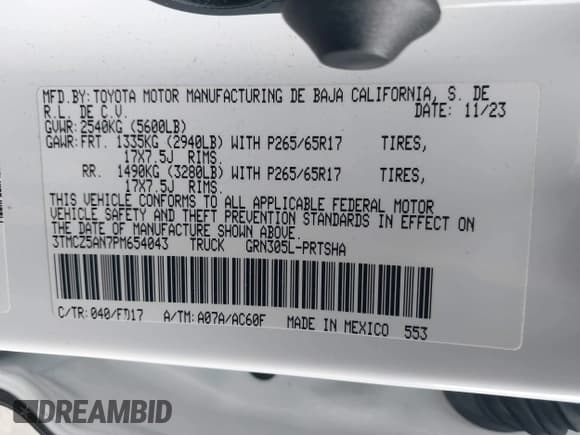 MFD.BY:TOYOTA MOTOR MANUFACTURING DE BAJA CALIFORNIA, S. DE
R.L. DE C.V. DATE: 11/23
GVWR:2540KG (5600LB)
GAWR:FRT. 1335KG (2940LB) WITH P265/65R17 TIRES,
17X7.5J RIMS.
RR. 1490KG (3280LB) WITH P265/65R17 TIRES,
17X7.5J RIMS.
THIS VEHICLE CONFORMS TO ALL APPLICABLE FEDERAL MOTOR
VEHICLE SAFETY AND THEFT PREVENTION STANDARDS IN EFFECT ON
THE DATE OF MANUFACTURE SHOWN ABOVE.
3TMCZ5AN7PM654043 TRUCK GRN305L-PRTSHA
C/TR:040/FD17 A/TM:A07A/AC60F MADE IN MEXICO 553
DREAMBID